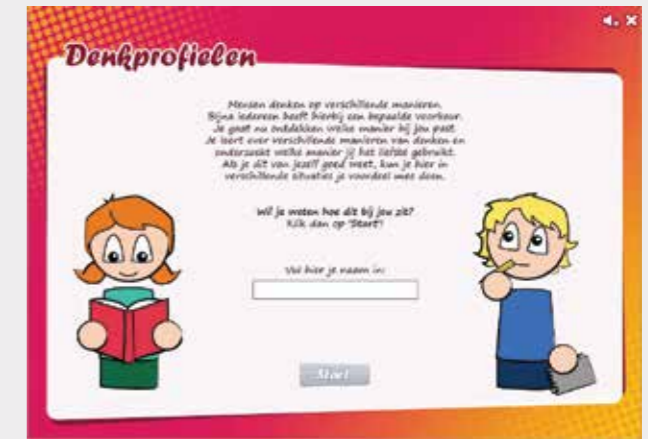 Denkprofielen
Mensen denken op verschillende manieren.
Bijna iedereen heeft hierbij een bepaalde voorkeur.
Je gaat nu ontdekken welke manier bij jou past.
Je leert over verschillende manieren van denken en
onderzoekt welke manier jij het liefste gebruikt.
Als je dit van jezelf goed weet, kun je hier in
verschillende situaties je voordeel mee doen.
Wil je weten hoe dit bij jou zit?
Klik dan op 'Start'!
Vul hier je naam in:
Start